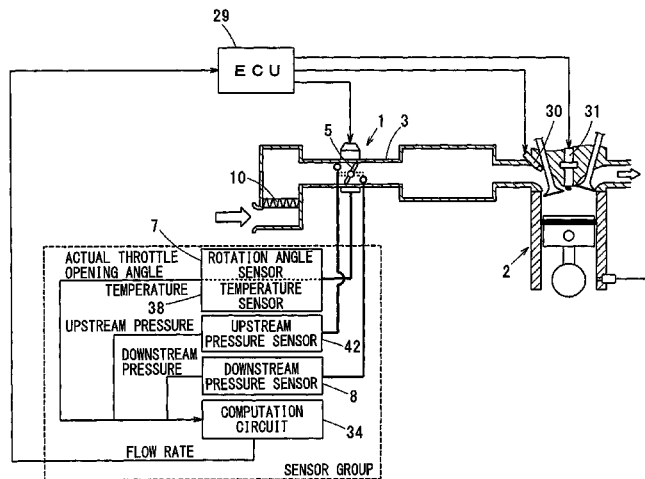 29
ECU
30
31
1
3
5
10
7
2
ACTUAL THROTTLE
OPENING ANGLE
ROTATION ANGLE
SENSOR
TEMPERATURE
38
TEMPERATURE
SENSOR
UPSTREAM PRESSURE
UPSTREAM
PRESSURE SENSOR
42
DOWNSTREAM
PRESSURE
DOWNSTREAM
PRESSURE SENSOR
8
COMPUTATION
CIRCUIT
34
FLOW RATE
SENSOR GROUP